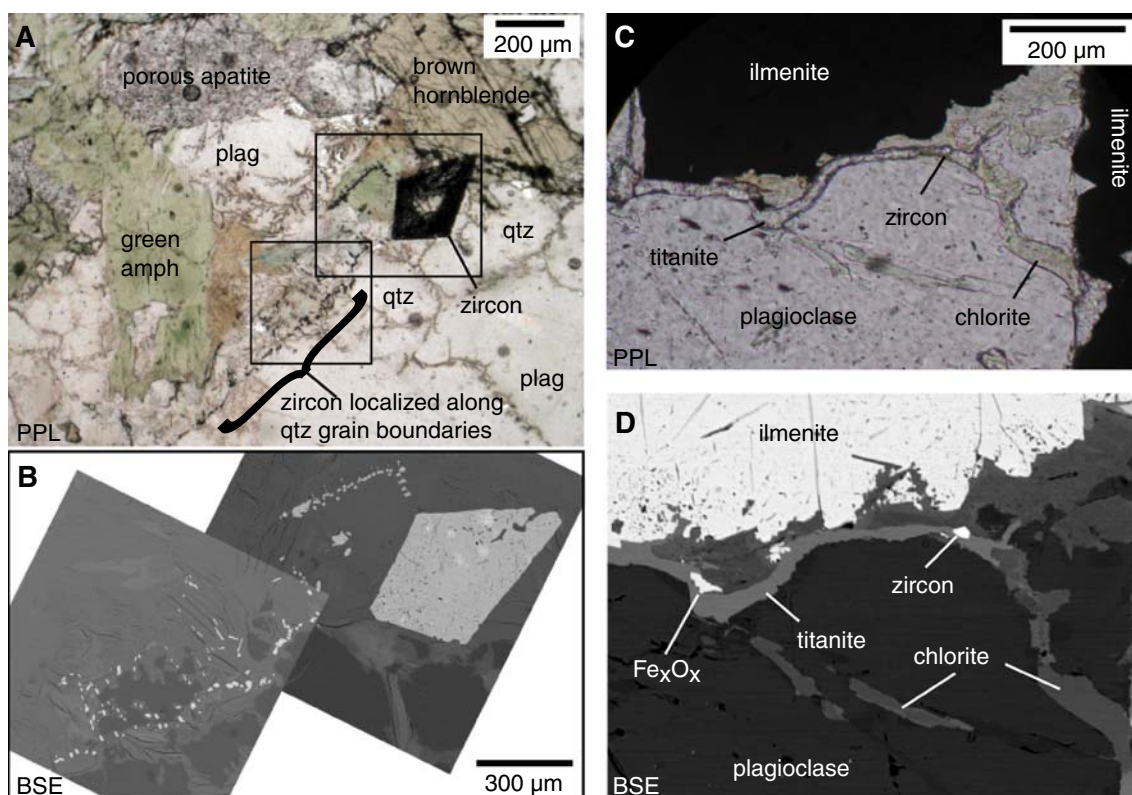 A
200 µm
porous apatite
brown
hornblende
plag
green
amph
qtz
qtz
zircon
plag
zircon localized along
qtz grain boundaries
PPL
B
300 µm
BSE
C
200 µm
ilmenite
ilmenite
zircon
titanite
plagioclase
chlorite
PPL
D
ilmenite
zircon
titanite
FeXOX
chlorite
plagioclase
BSE